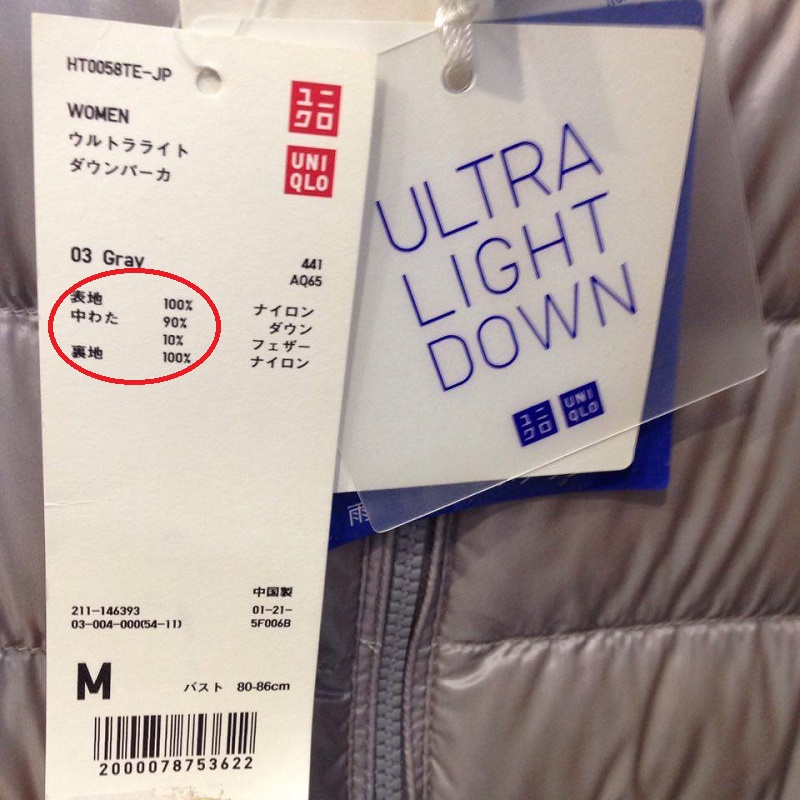 HT0058TE-JP
ユニ
クロ
WOMEN
ウルトラライト
ダウンパーカ
UNI
QLO
03 Gray
441
AQ65
表地 100% ナイロン
中わた 90% ダウン
10% フェザー
裏地 100% ナイロン
中国製
211-146393 01-21-
03-004-000(54-11) 5F006B
M バスト 80-86cm
2000078753622
ULTRA
LIGHT
DOWN
ユニ
クロ
UNI
QLO
雨